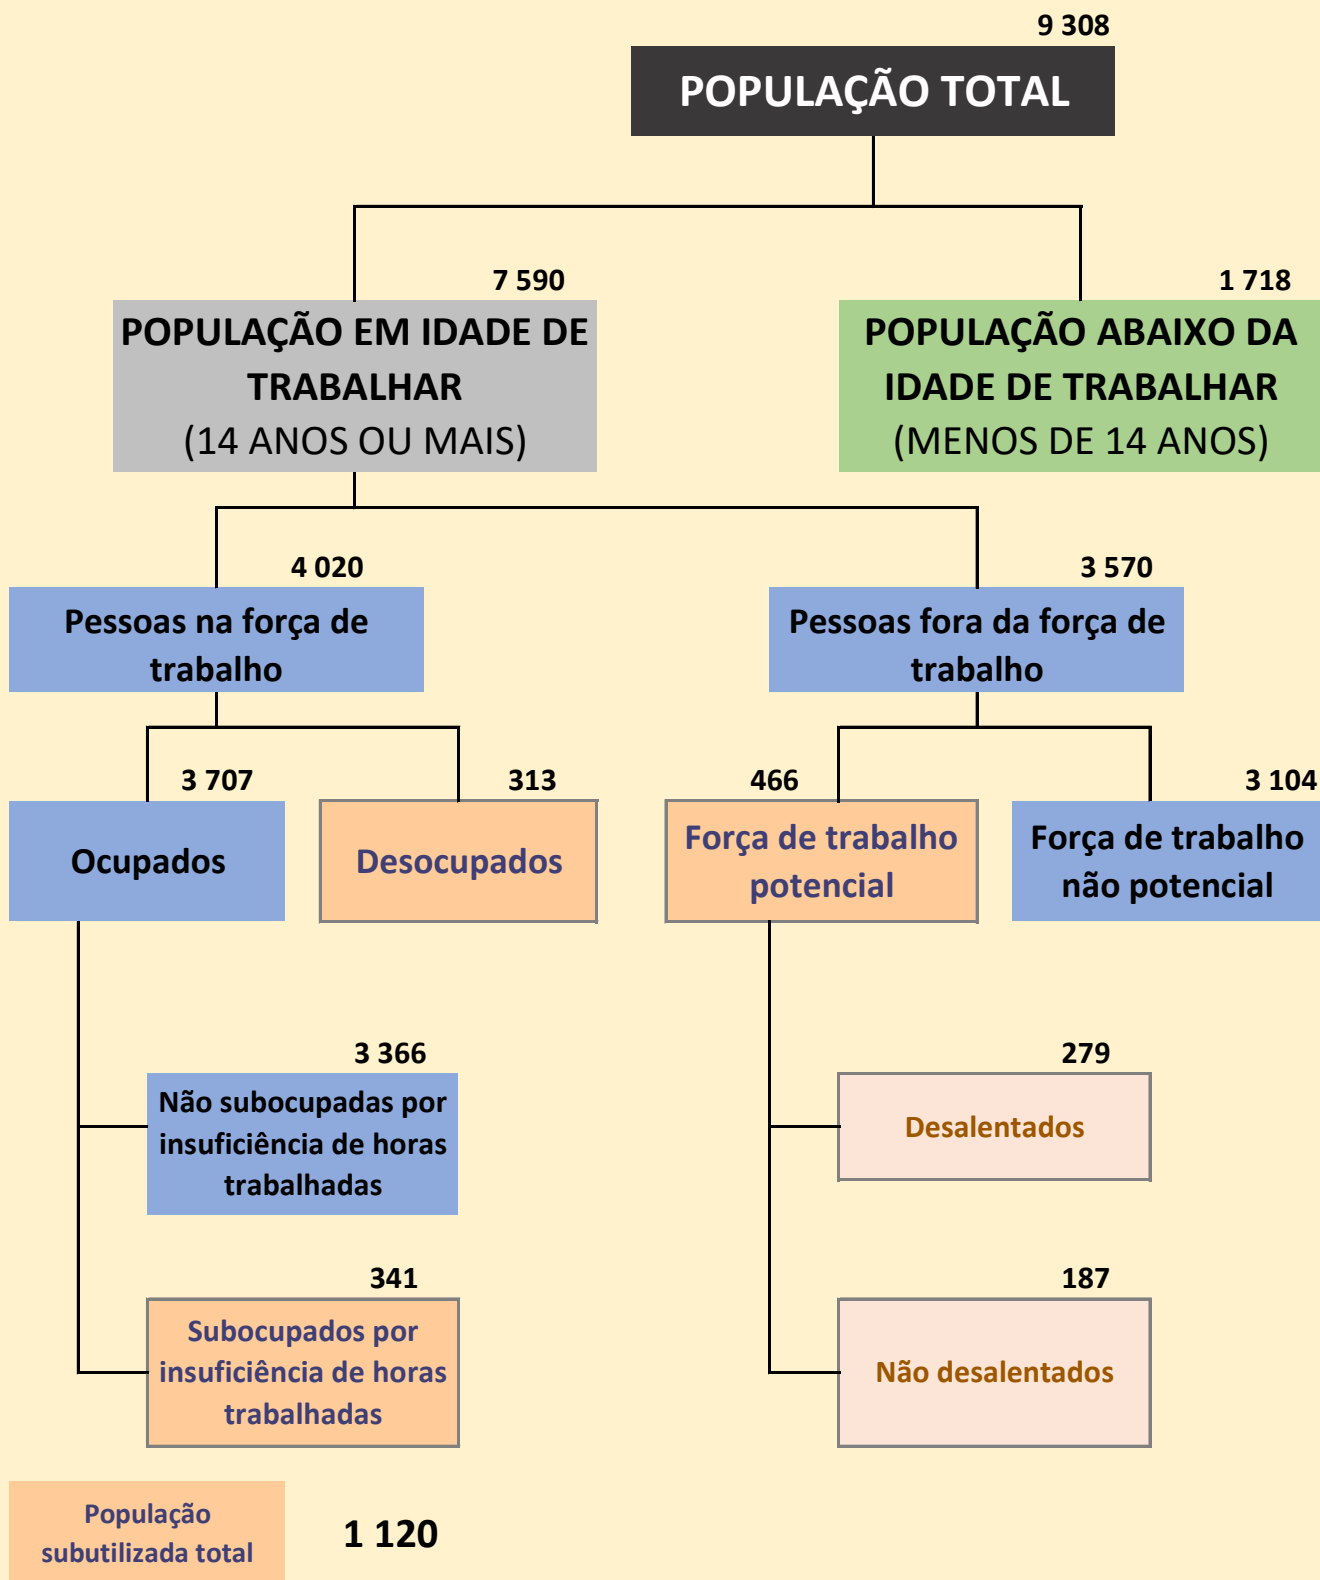 9 308
POPULAÇÃO TOTAL
7 590
POPULAÇÃO EM IDADE DE
TRABALHAR
(14 ANOS OU MAIS)
1 718
POPULAÇÃO ABAIXO DA
IDADE DE TRABALHAR
(MENOS DE 14 ANOS)
4 020
Pessoas na força de
trabalho
3 570
Pessoas fora da força de
trabalho
3 707
Ocupados
313
Desocupados
466
Força de trabalho
potencial
3 104
Força de trabalho
não potencial
3 366
Não subocupadas por
insuficiência de horas
trabalhadas
279
Desalentados
341
Subocupados por
insuficiência de horas
trabalhadas
187
Não desalentados
População
subutilizada total
1 120